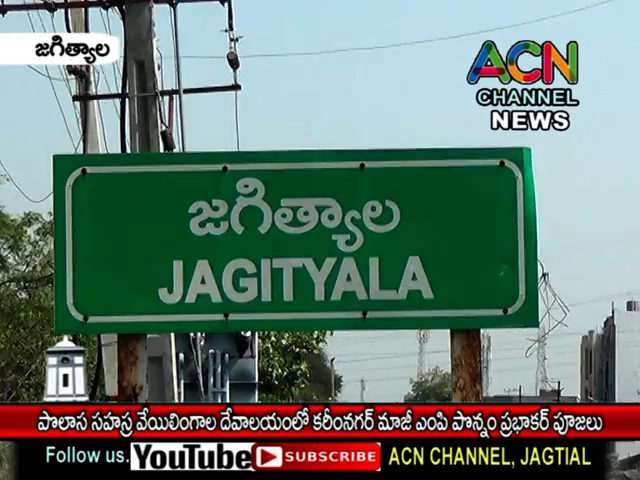 జగిత్యాల
ACN
CHANNEL
NEWS
జగిత్యాల
JAGITYALA
పొలాస సహస్ర వేయిలింగాల దేవాలయంలో కరీంనగర్ మాజీ ఎంపి పొన్నం ప్రభాకర్ పూజలు
Follow us. YouTube SUBSCRIBE ACN CHANNEL, JAGTIAL